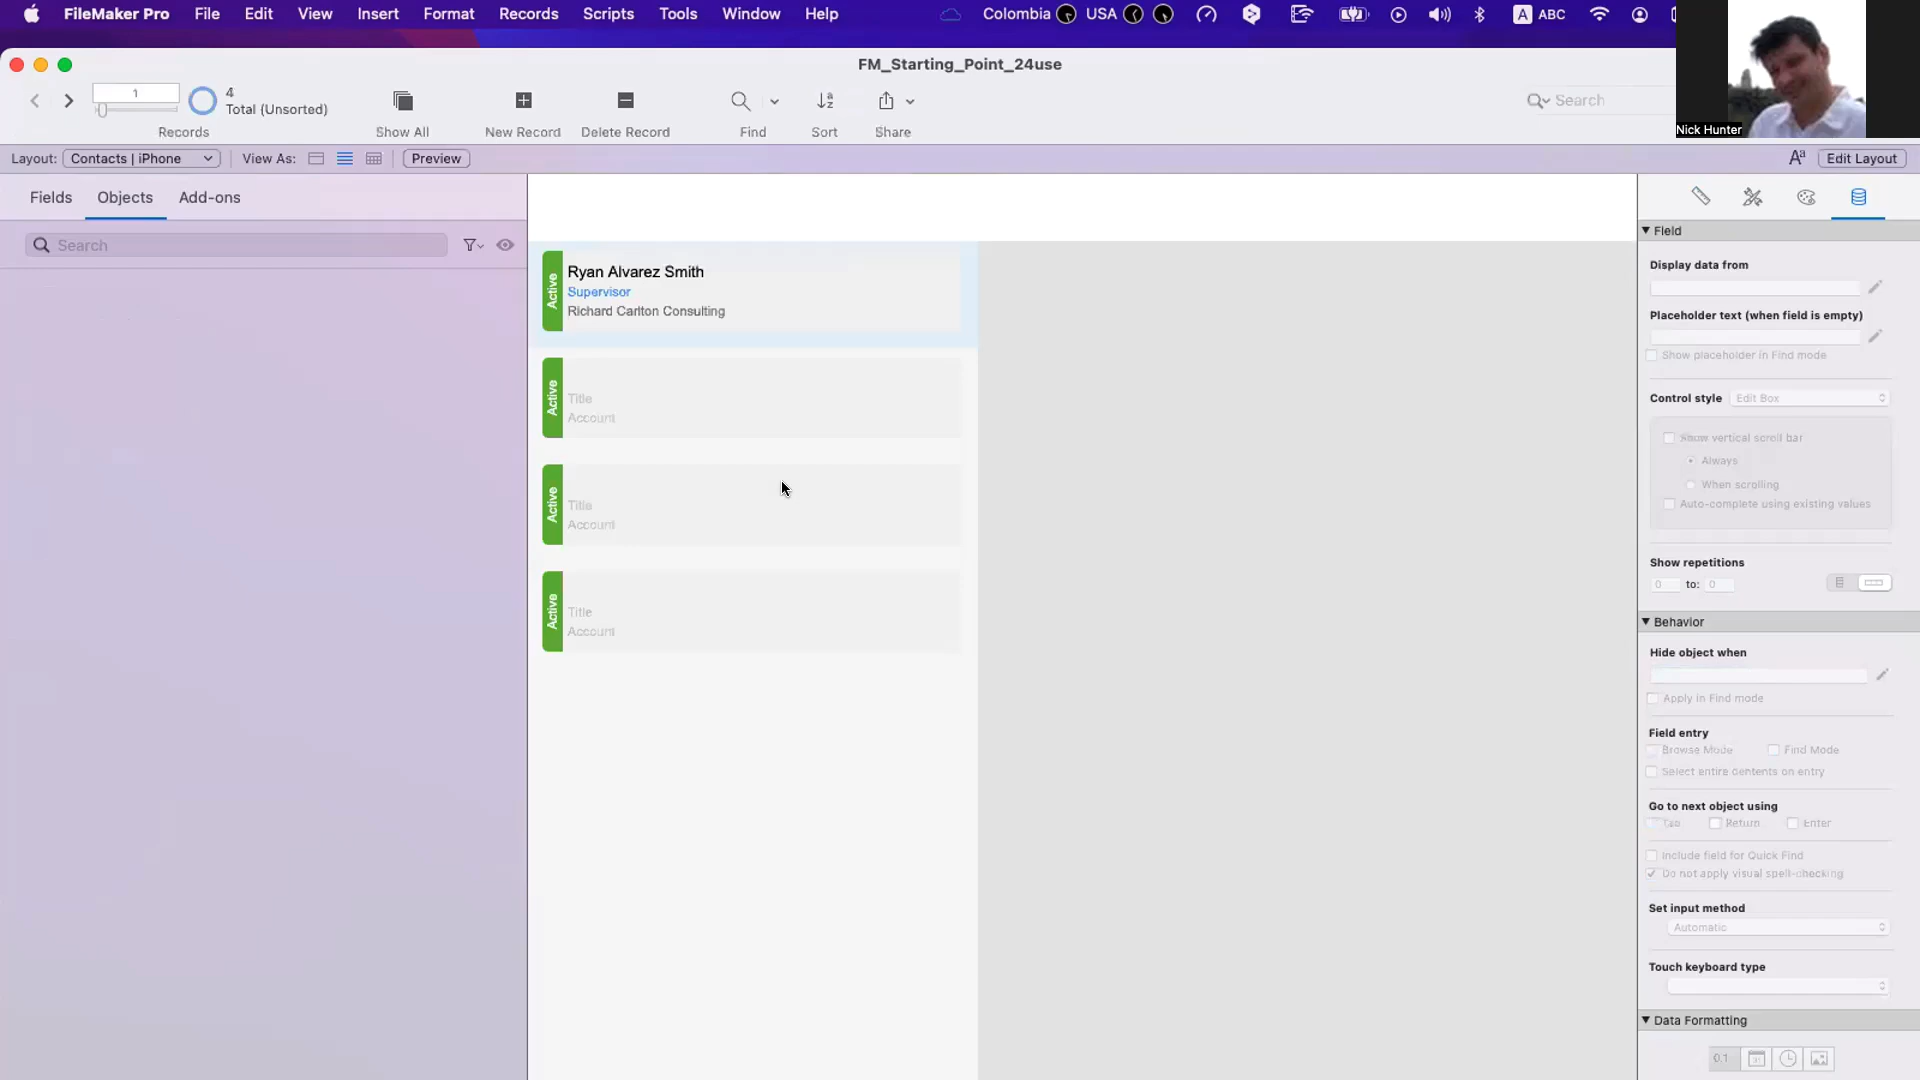 FileMaker Pro File Edit View Insert Format Records Scripts Tools Window Help Colombia USA A ABC
FM_Starting_Point_24use
1
4
Total (Unsorted)
Records Show All New Record Delete Record Find Sort Share
Search
Nick Hunter
Layout: Contacts | iPhone View As: Preview Aa Edit Layout
Fields Objects Add-ons
Search
Active
Ryan Alvarez Smith
Supervisor
Richard Carlton Consulting
Active
Title
Account
Active
Title
Account
Active
Title
Account
Field
Display data from
Placeholder text (when field is empty)
Show placeholder in Find mode
Control style Edit Box
Show vertical scroll bar
Always
When scrolling
Auto-complete using existing values
Show repetitions
0 to: 0
Behavior
Hide object when
Apply in Find mode
Field entry
Browse Mode Find Mode
Select entire contents on entry
Go to next object using
Tab Return Enter
Include field for Quick Find
Do not apply visual spell-checking
Set input method
Automatic
Touch keyboard type
Data Formatting
0.1